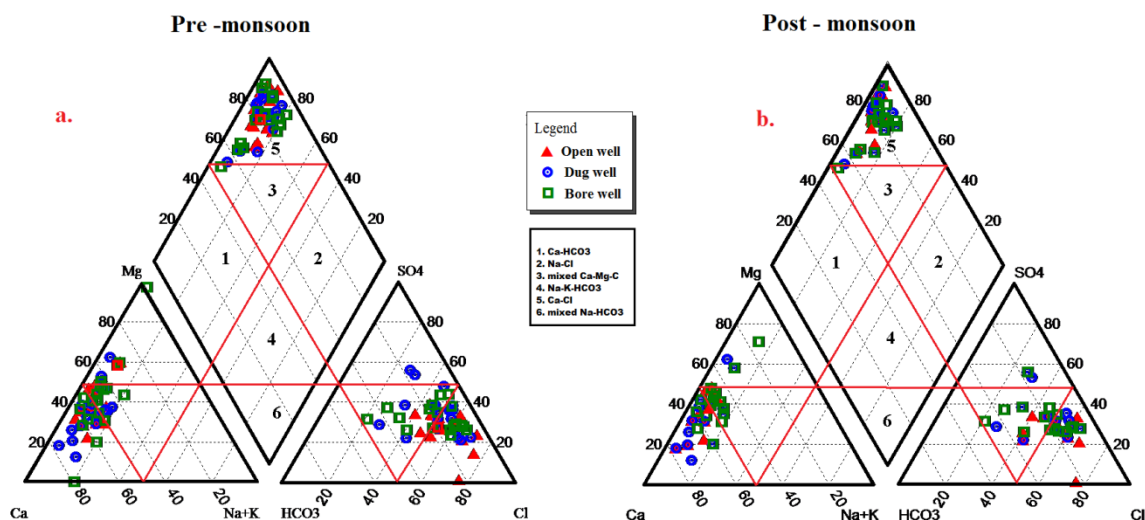 Pre -monsoon
Post - monsoon
a.
b.
80
80
60
60
40
40
20
20
5
3
1
2
4
6
Legend
Open well
Dug well
Bore well
1. Ca-HCO3
2. Na-Cl
3. mixed Ca-Mg-C
4. Na-K-HCO3
5. Ca-Cl
6. mixed Na-HCO3
80
80
60
60
40
40
20
20
5
3
1
2
4
6
Mg
SO4
80
60
40
20
80
60
40
20
80
60
40
20
20
40
60
80
Ca
Na+K
HCO3
Cl
Mg
SO4
80
60
40
20
80
60
40
20
80
60
40
20
20
40
60
80
Ca
Na+K
HCO3
Cl